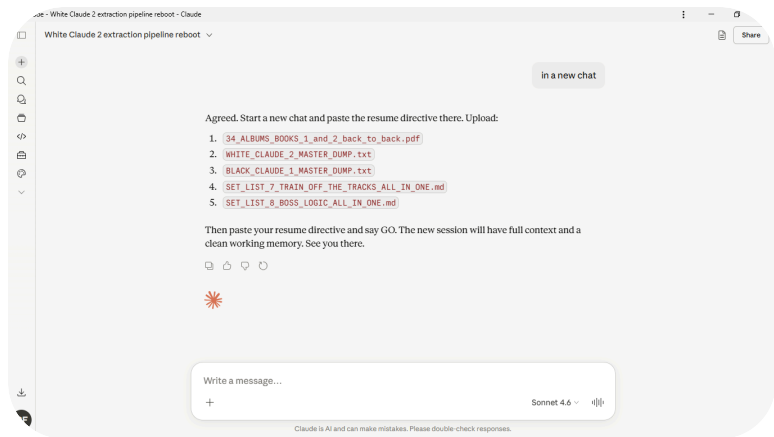 de - White Claude 2 extraction pipeline reboot - Claude
White Claude 2 extraction pipeline reboot
Share
in a new chat
Agreed. Start a new chat and paste the resume directive there. Upload:
1. 34_ALBUMS_BOOKS_1_and_2_back_to_back.pdf
2. WHITE_CLAUDE_2_MASTER_DUMP.txt
3. BLACK_CLAUDE_1_MASTER_DUMP.txt
4. SET_LIST_7_TRAIN_OFF_THE_TRACKS_ALL_IN_ONE.md
5. SET_LIST_8_BOSS_LOGIC_ALL_IN_ONE.md
Then paste your resume directive and say GO. The new session will have full context and a
clean working memory. See you there.
Write a message...
Sonnet 4.6
Claude is AI and can make mistakes. Please double-check responses.